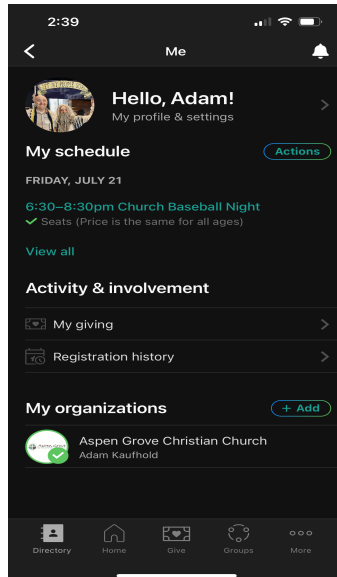 2:39
Me
Hello, Adam!
My profile & settings
My schedule
Actions
FRIDAY, JULY 21
6:30–8:30pm Church Baseball Night
Seats (Price is the same for all ages)
View all
Activity & involvement
My giving
Registration history
My organizations
+ Add
Aspen Grove Christian Church
Adam Kaufhold
Directory
Home
Give
Groups
More